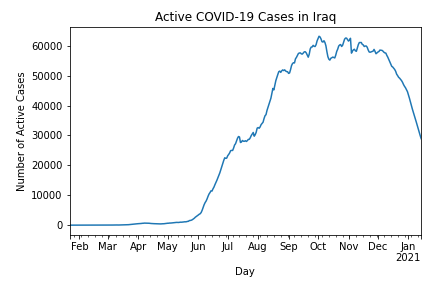 Active COVID-19 Cases in Iraq
Number of Active Cases
60000
50000
40000
30000
20000
10000
0
Feb Mar Apr May Jun Jul Aug Sep Oct Nov Dec Jan
2021
Day